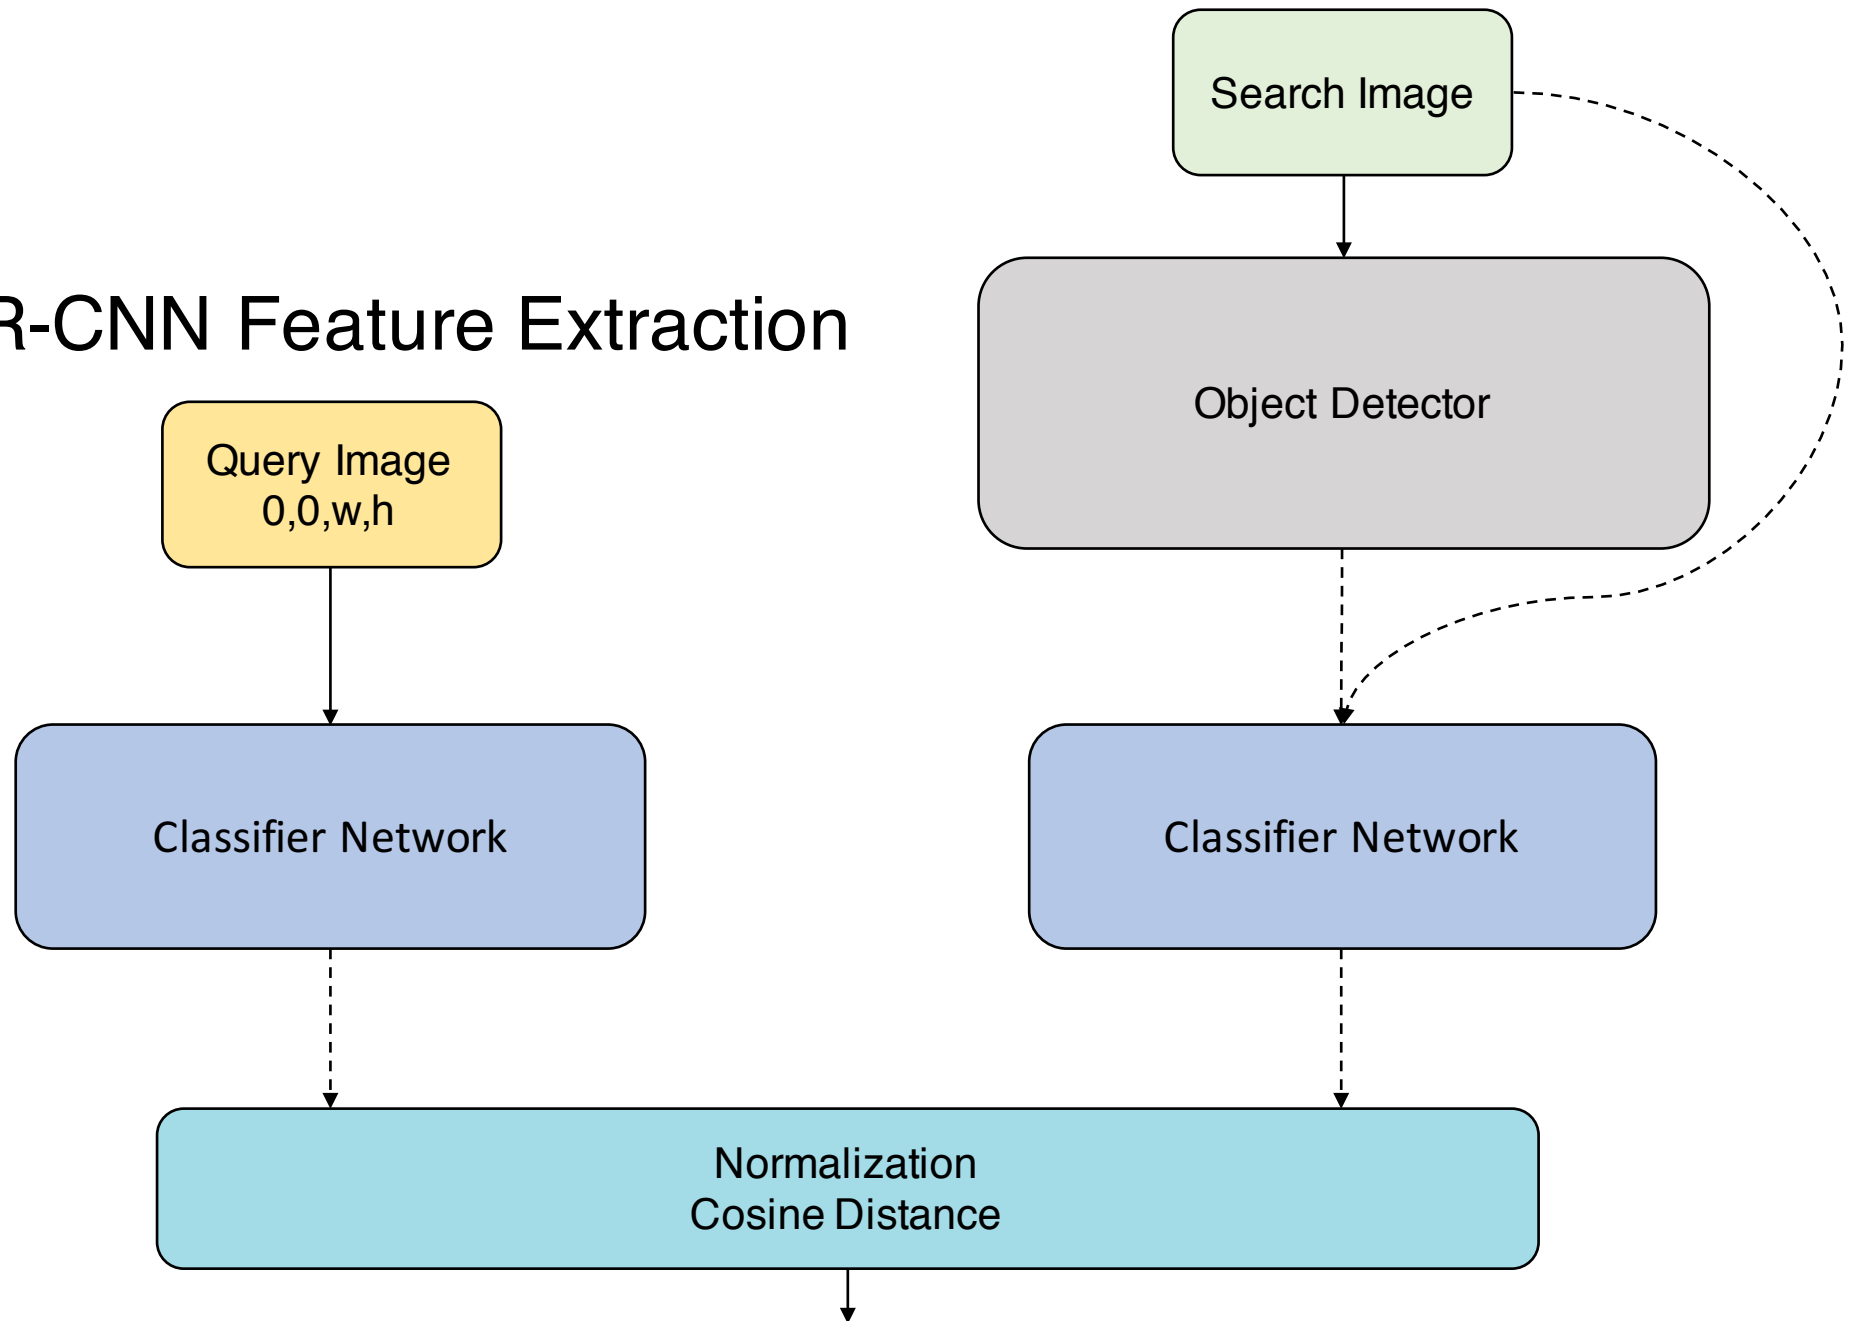 Search Image
R-CNN Feature Extraction
Object Detector
Query Image
0,0,w,h
Classifier Network
Classifier Network
Normalization
Cosine Distance